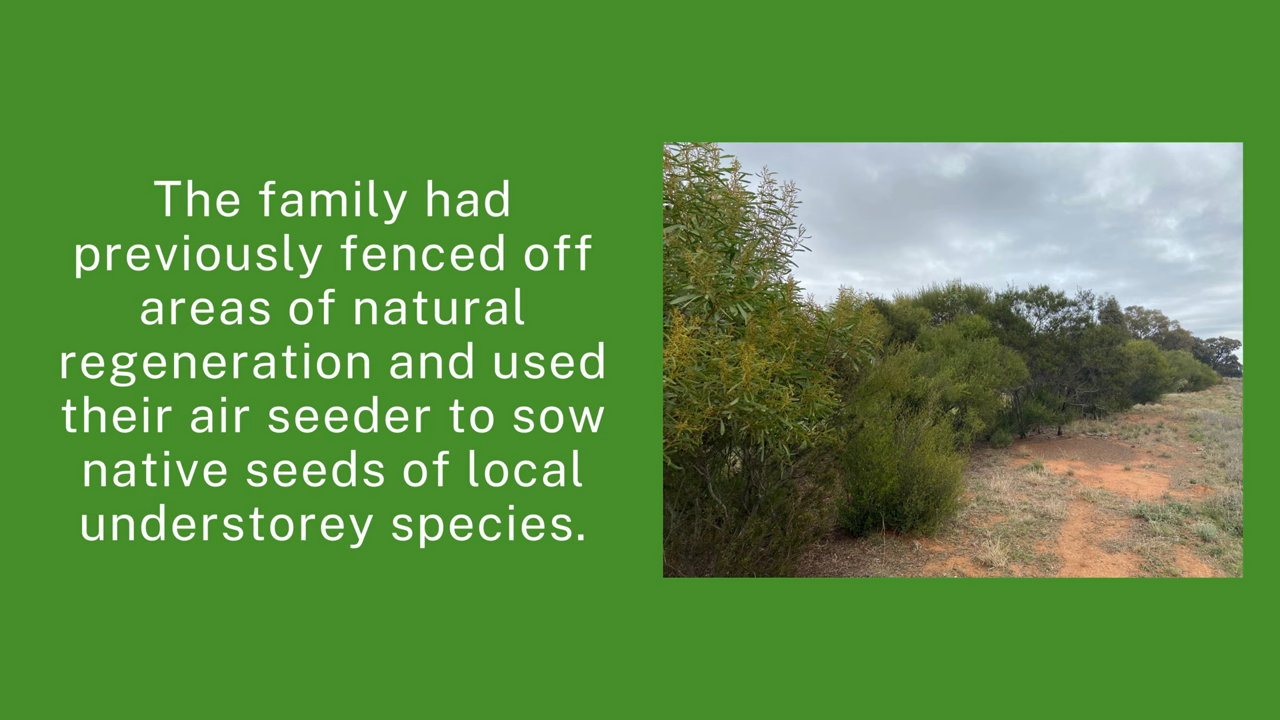 The family had
previously fenced off
areas of natural
regeneration and used
their air seeder to sow
native seeds of local
understorey species.